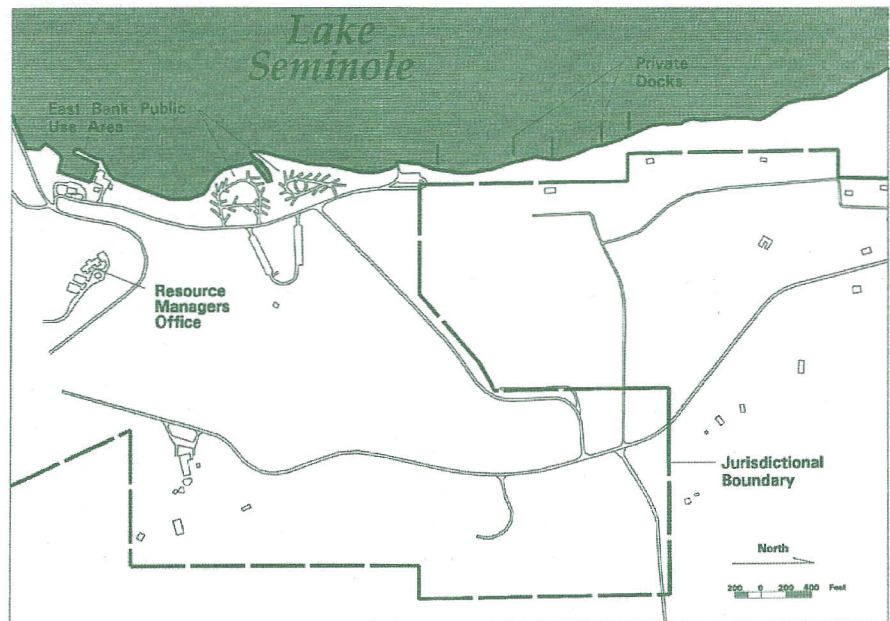 Lake
Seminole
Private
Docks
East Bank Public
Use Area
Resource
Managers
Office
Jurisdictional
Boundary
North
200 0 200 400 Feet